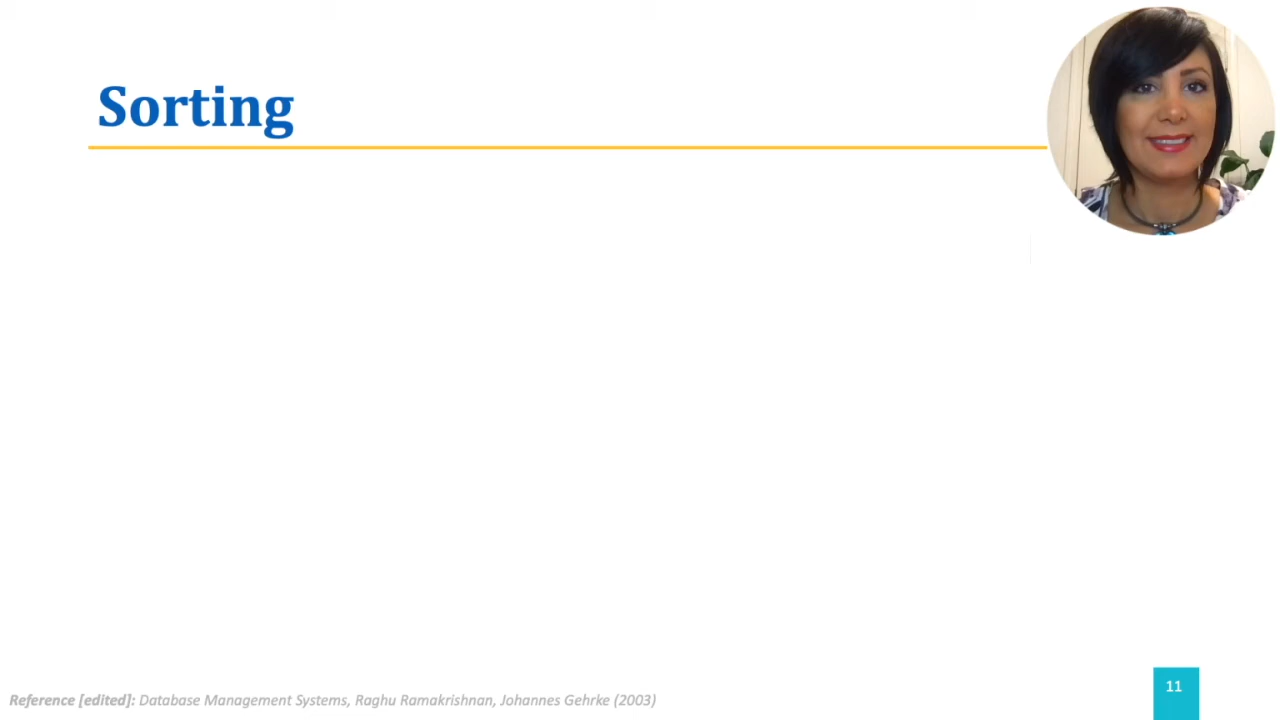 Sorting
Reference [edited]: Database Management Systems, Raghu Ramakrishnan, Johannes Gehrke (2003)
11